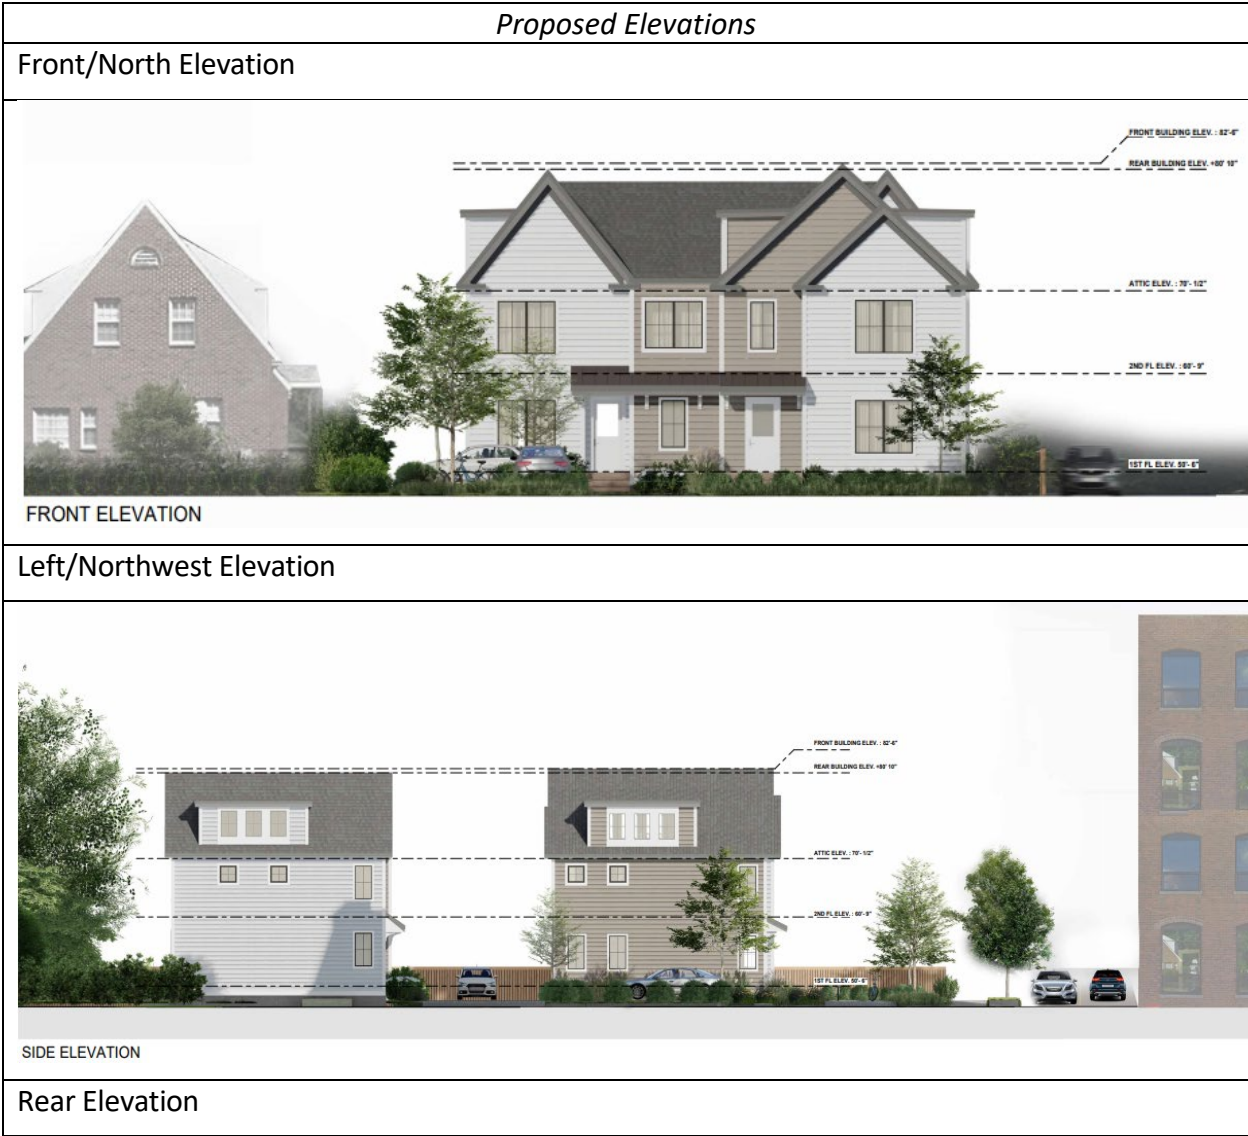 Proposed Elevations
Front/North Elevation
FRONT BUILDING ELEV. : 82'-6"
REAR BUILDING ELEV. +80' 10"
ATTIC ELEV. : 70'- 1/2"
2ND FL ELEV. : 60'- 9"
1ST FL ELEV. 50'- 6"
FRONT ELEVATION
Left/Northwest Elevation
FRONT BUILDING ELEV. : 82'-6"
REAR BUILDING ELEV. +80' 10"
ATTIC ELEV. : 70'- 1/2"
2ND FL ELEV. : 60'- 9"
1ST FL ELEV. 50'- 6"
SIDE ELEVATION
Rear Elevation